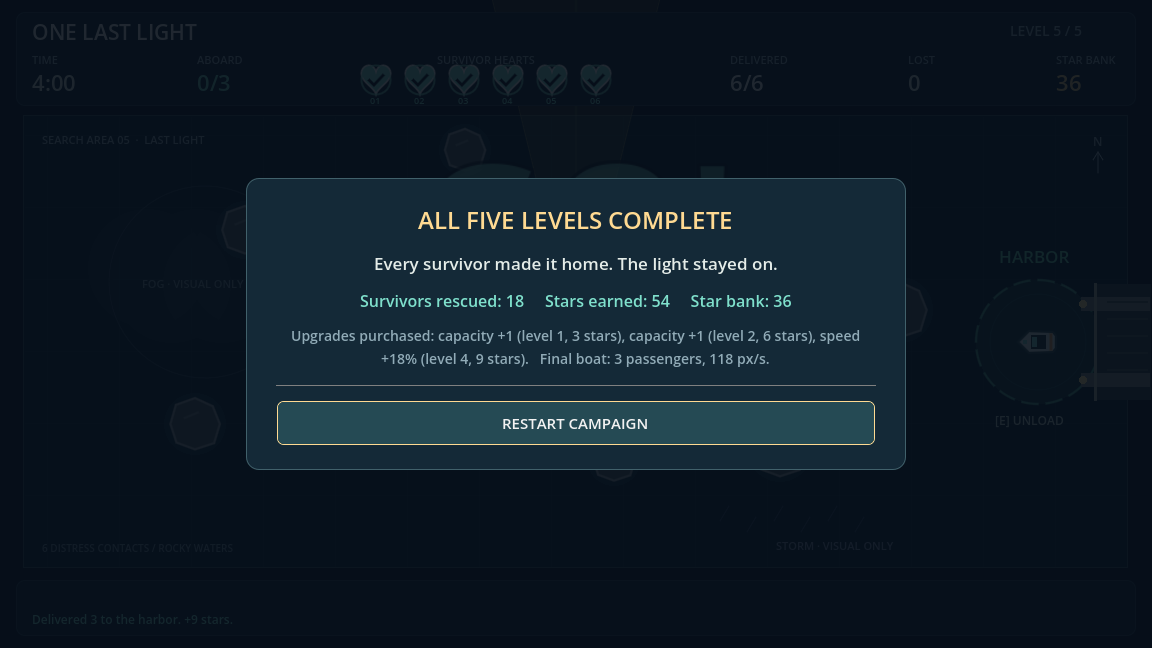 ONE LAST LIGHT
LEVEL 5 / 5
TIME
ABOARD
SURVIVOR HEARTS
DELIVERED
LOST
STAR BANK
4:00
0/3
6/6
0
36
01 02 03 04 05 06
SEARCH AREA 05 · LAST LIGHT
N
ALL FIVE LEVELS COMPLETE
Every survivor made it home. The light stayed on.
HARBOR
FOG · VISUAL ONLY
Survivors rescued: 18 Stars earned: 54 Star bank: 36
Upgrades purchased: capacity +1 (level 1, 3 stars), capacity +1 (level 2, 6 stars), speed
+18% (level 4, 9 stars). Final boat: 3 passengers, 118 px/s.
RESTART CAMPAIGN
[E] UNLOAD
6 DISTRESS CONTACTS / ROCKY WATERS
STORM · VISUAL ONLY
Delivered 3 to the harbor. +9 stars.